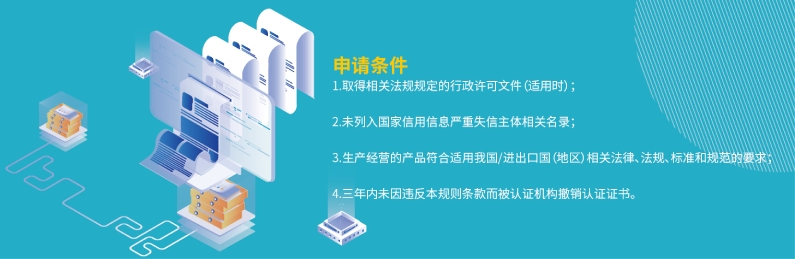 申请条件
1.取得相关法规规定的行政许可文件（适用时）；
2.未列入国家信用信息严重失信主体相关名录；
3.生产经营的产品符合适用我国/进出口国（地区）相关法律、法规、标准和规范的要求；
4.三年内未因违反本规则条款而被认证机构撤销认证证书。